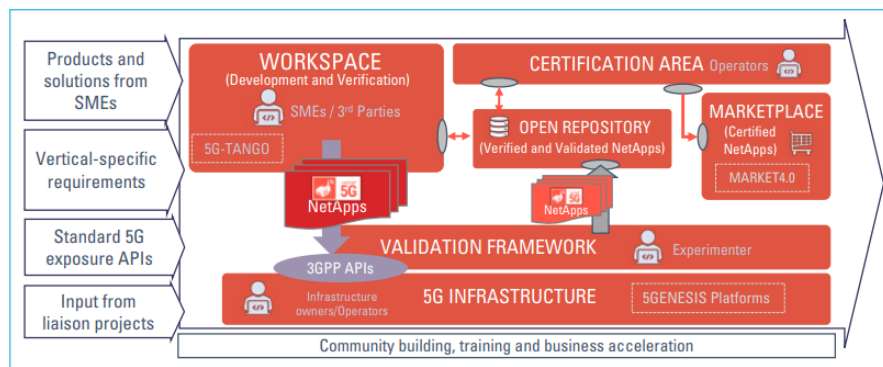 Products and
solutions from
SMEs
Vertical-specific
requirements
Standard 5G
exposure APIs
Input from
liaison projects
WORKSPACE
(Development and Verification)
SMEs / 3rd Parties
5G-TANGO
NetApps
3GPP APIs
CERTIFICATION AREA Operators
OPEN REPOSITORY
(Verified and Validated NetApps)
MARKETPLACE
(Certified
NetApps)
MARKET4.0
5G
NetApps
VALIDATION FRAMEWORK Experimenter
Infrastructure
owners/Operators
5G INFRASTRUCTURE
5GENESIS Platforms
5G
Community building, training and business acceleration